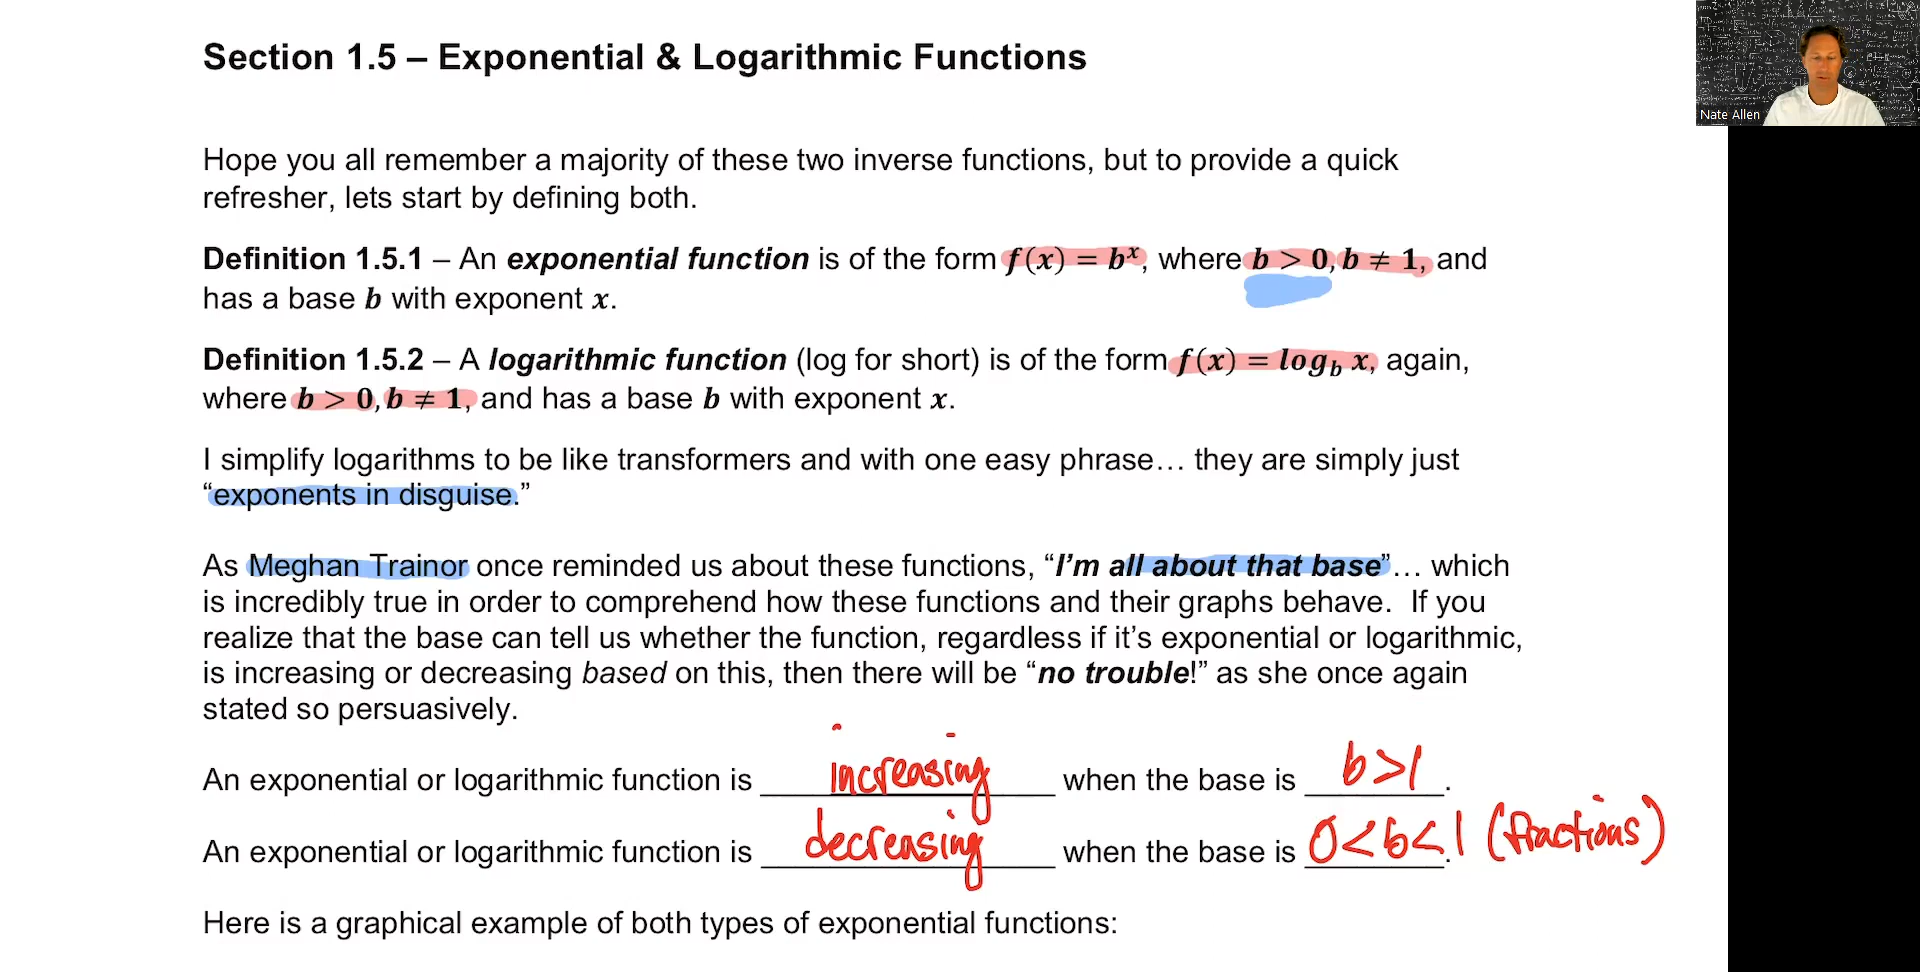 Section 1.5 – Exponential & Logarithmic Functions
Nate Allen
Hope you all remember a majority of these two inverse functions, but to provide a quick
refresher, lets start by defining both.
Definition 1.5.1 – An exponential function is of the form f(x) = bˣ, where b > 0, b ≠ 1, and
has a base b with exponent x.
Definition 1.5.2 – A logarithmic function (log for short) is of the form f(x) = log_b x, again,
where b > 0, b ≠ 1, and has a base b with exponent x.
I simplify logarithms to be like transformers and with one easy phrase… they are simply just
“exponents in disguise.”
As Meghan Trainor once reminded us about these functions, “I’m all about that base”… which
is incredibly true in order to comprehend how these functions and their graphs behave. If you
realize that the base can tell us whether the function, regardless if it’s exponential or logarithmic,
is increasing or decreasing based on this, then there will be “no trouble!” as she once again
stated so persuasively.
An exponential or logarithmic function is increasing when the base is b>1.
An exponential or logarithmic function is decreasing when the base is 0<b<1. (fractions)
Here is a graphical example of both types of exponential functions: